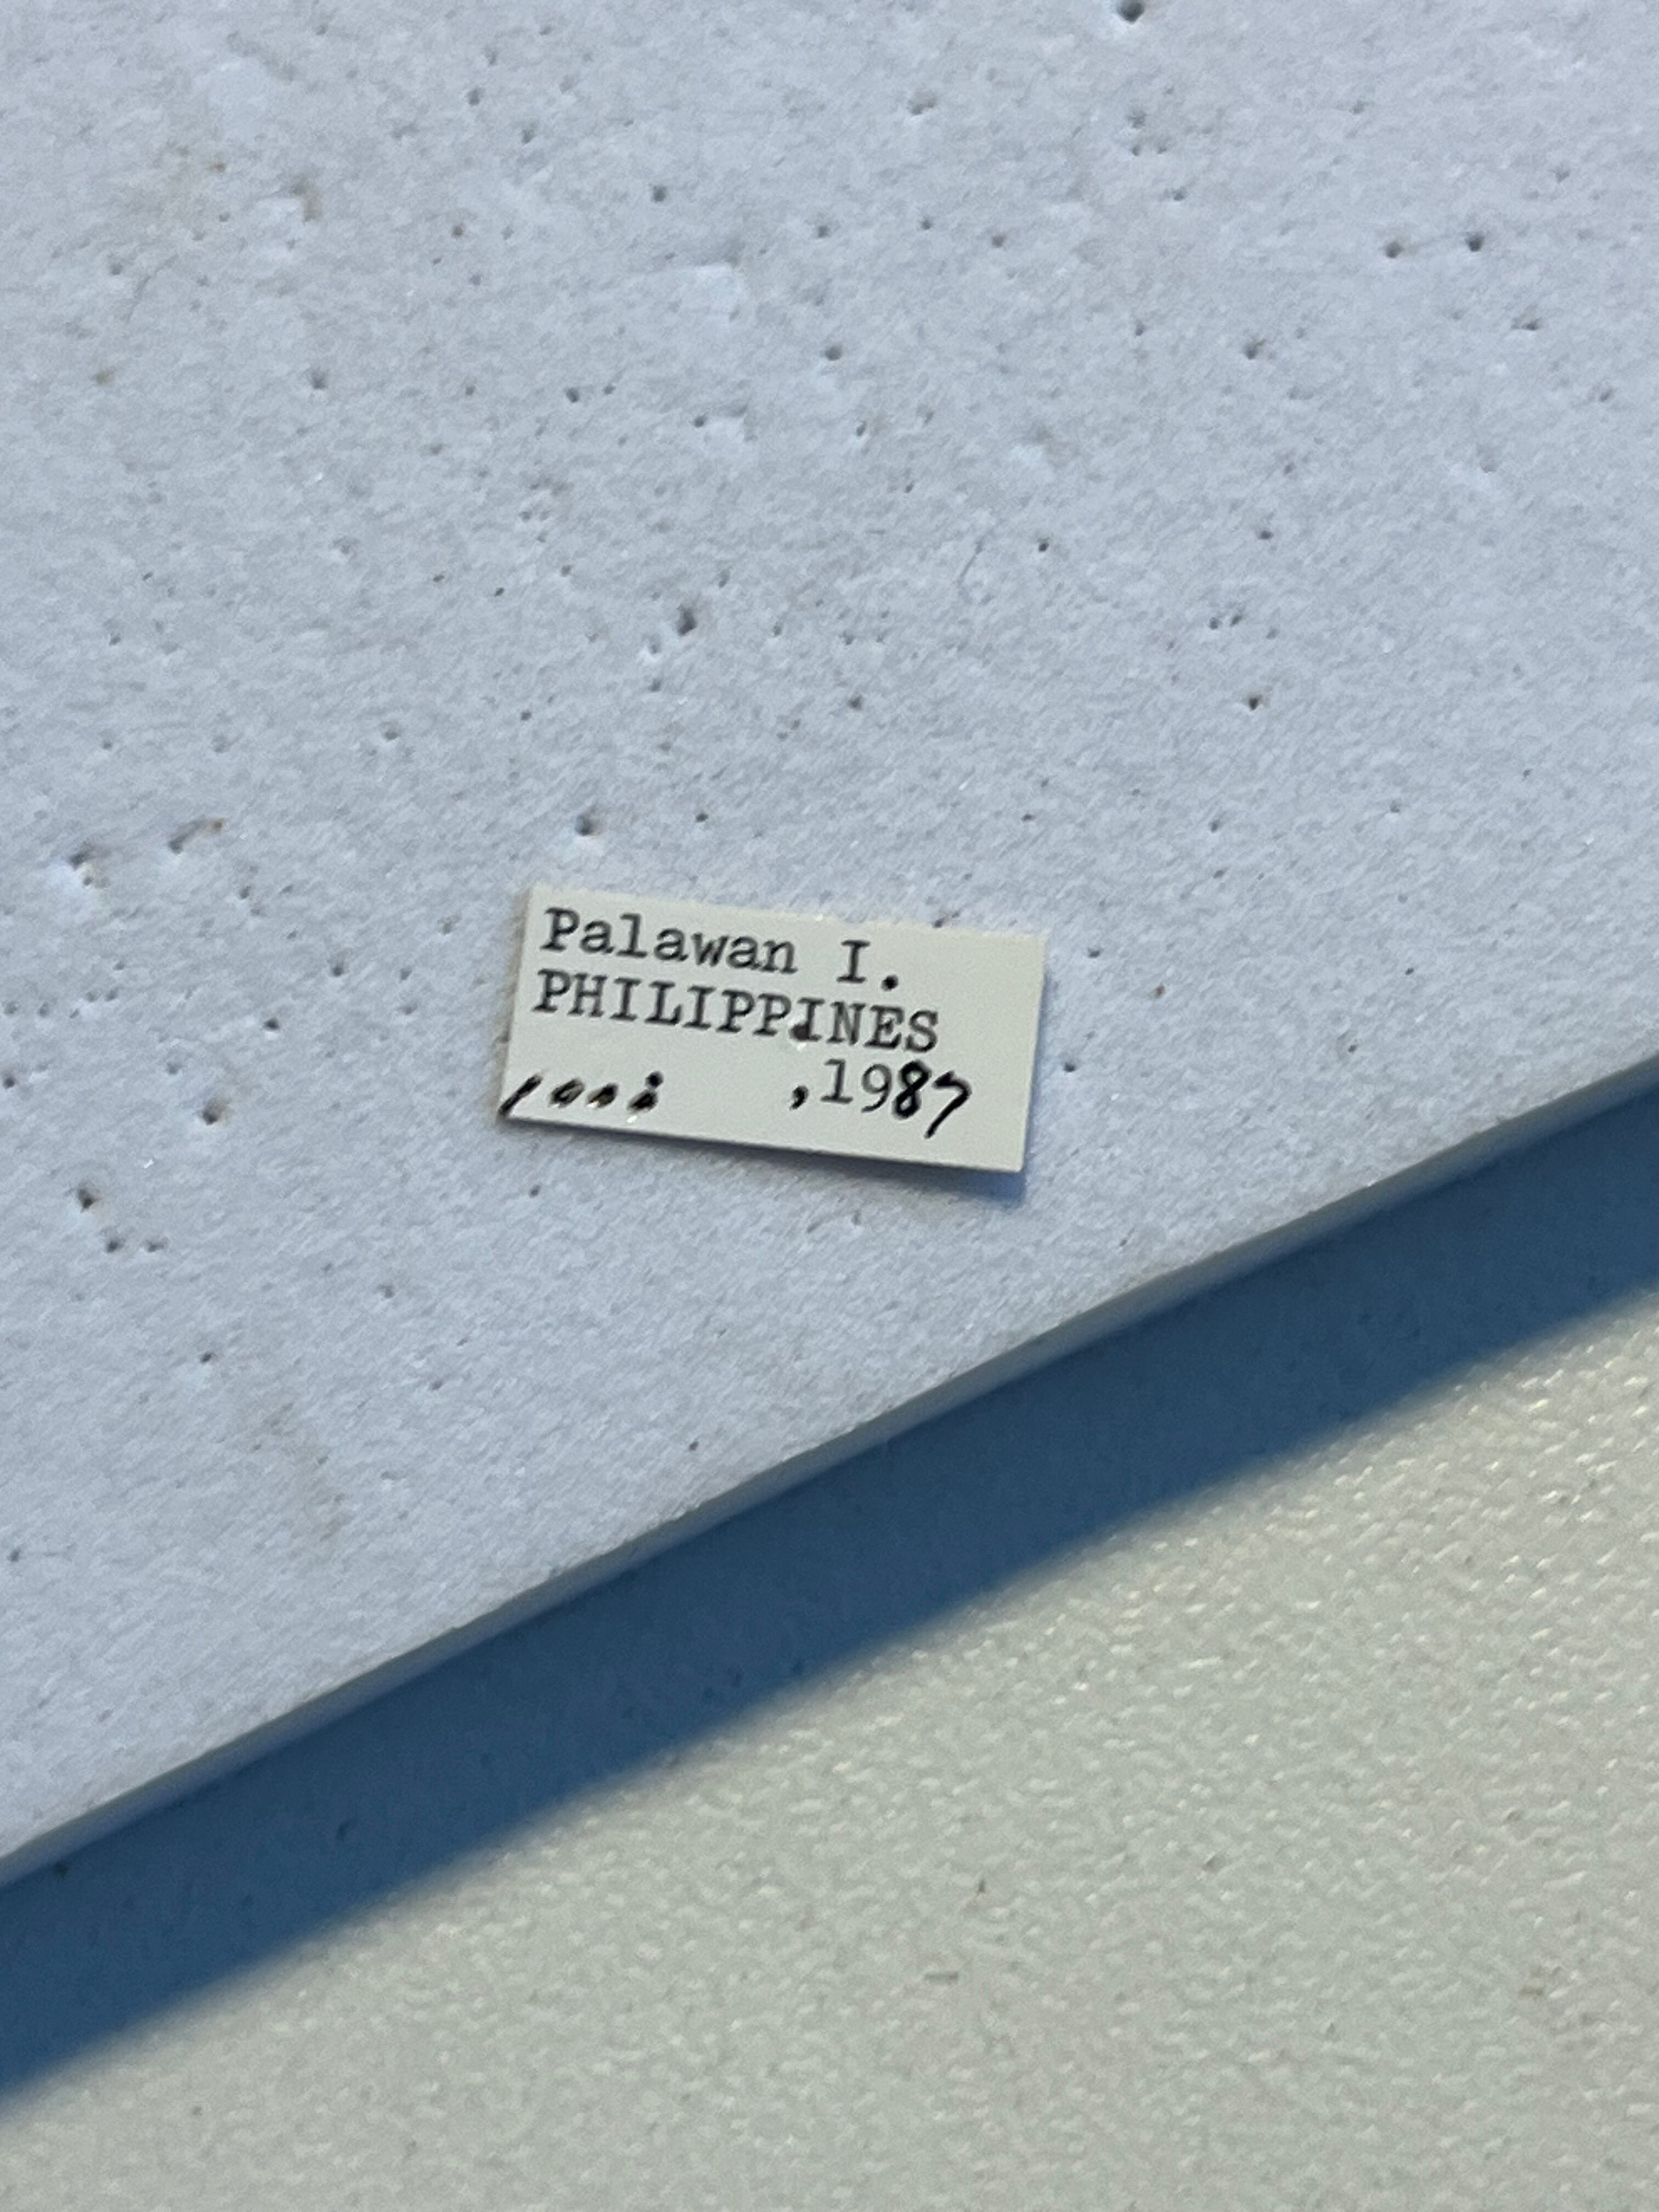 Palawan I.
PHILIPPINES
,1987